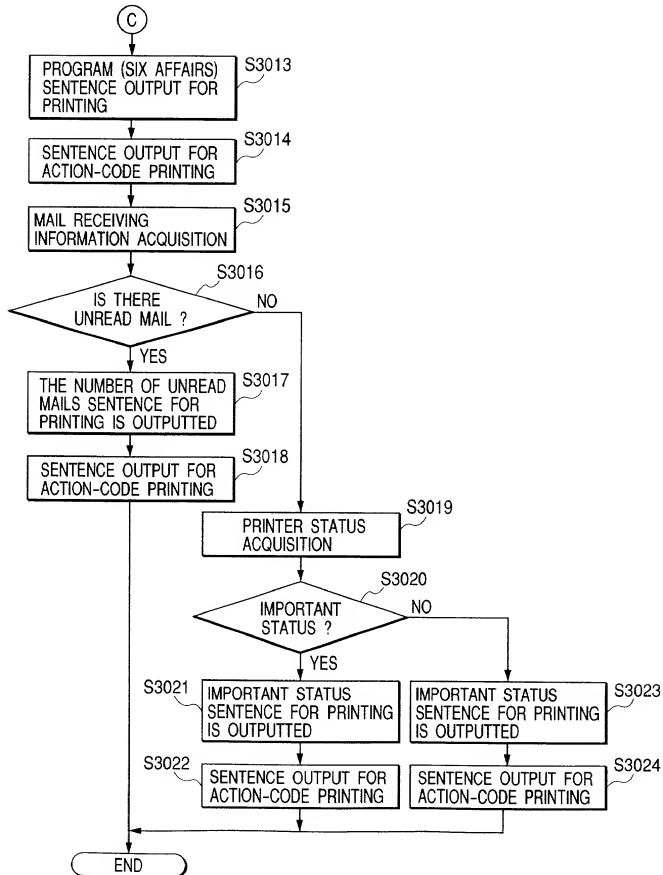 C
PROGRAM (SIX AFFAIRS)
SENTENCE OUTPUT FOR
PRINTING
S3013
SENTENCE OUTPUT FOR
ACTION-CODE PRINTING
S3014
MAIL RECEIVING
INFORMATION ACQUISITION
S3015
IS THERE
UNREAD MAIL ?
S3016
NO
YES
THE NUMBER OF UNREAD
MAILS SENTENCE FOR
PRINTING IS OUTPUTTED
S3017
SENTENCE OUTPUT FOR
ACTION-CODE PRINTING
S3018
PRINTER STATUS
ACQUISITION
S3019
IMPORTANT
STATUS ?
S3020
NO
YES
S3021
IMPORTANT STATUS
SENTENCE FOR PRINTING
IS OUTPUTTED
IMPORTANT STATUS
SENTENCE FOR PRINTING
IS OUTPUTTED
S3023
S3022
SENTENCE OUTPUT FOR
ACTION-CODE PRINTING
SENTENCE OUTPUT FOR
ACTION-CODE PRINTING
S3024
END